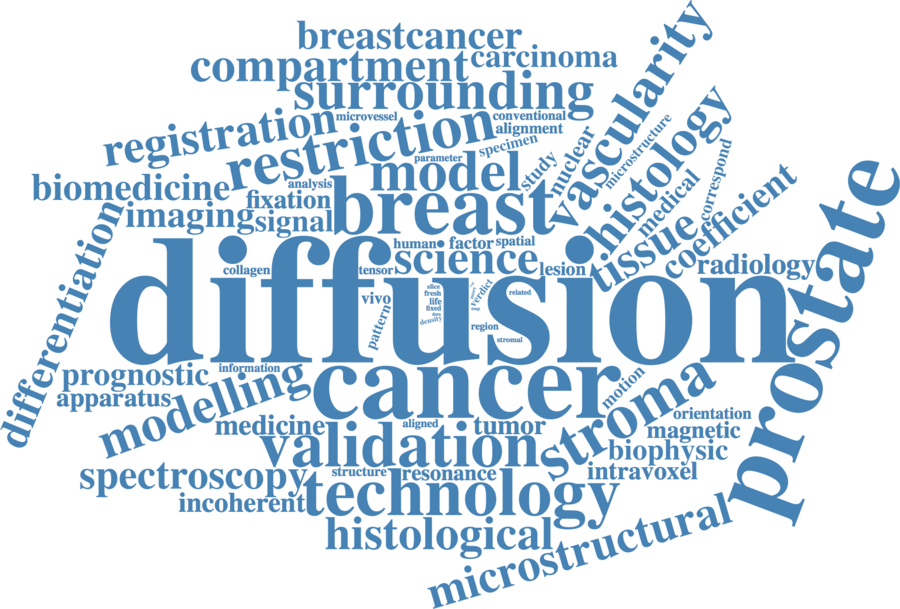 breastcancer
carcinoma
compartment
surrounding
vascularity
registration
restriction
microvessel
conventional
alignment
specimen
parameter
model
study
nuclear
microstructure
histology
correspond
medical
biomedicine
analysis
fixation
imaging
signal
breast
tissue
coefficient
prostate
differentiation
human
factor
spatial
science
lesion
radiology
collagen
tensor
diffusion
vivo
pattern
slice
fresh
life
fixed
density
verdict
related
region
stromal
prognostic
information
apparatus
modelling
cancer
motion
stroma
orientation
medicine
aligned
tumor
magnetic
validation
biophysic
spectroscopy
structure
resonance
intravoxel
incoherent
technology
histological
microstructural